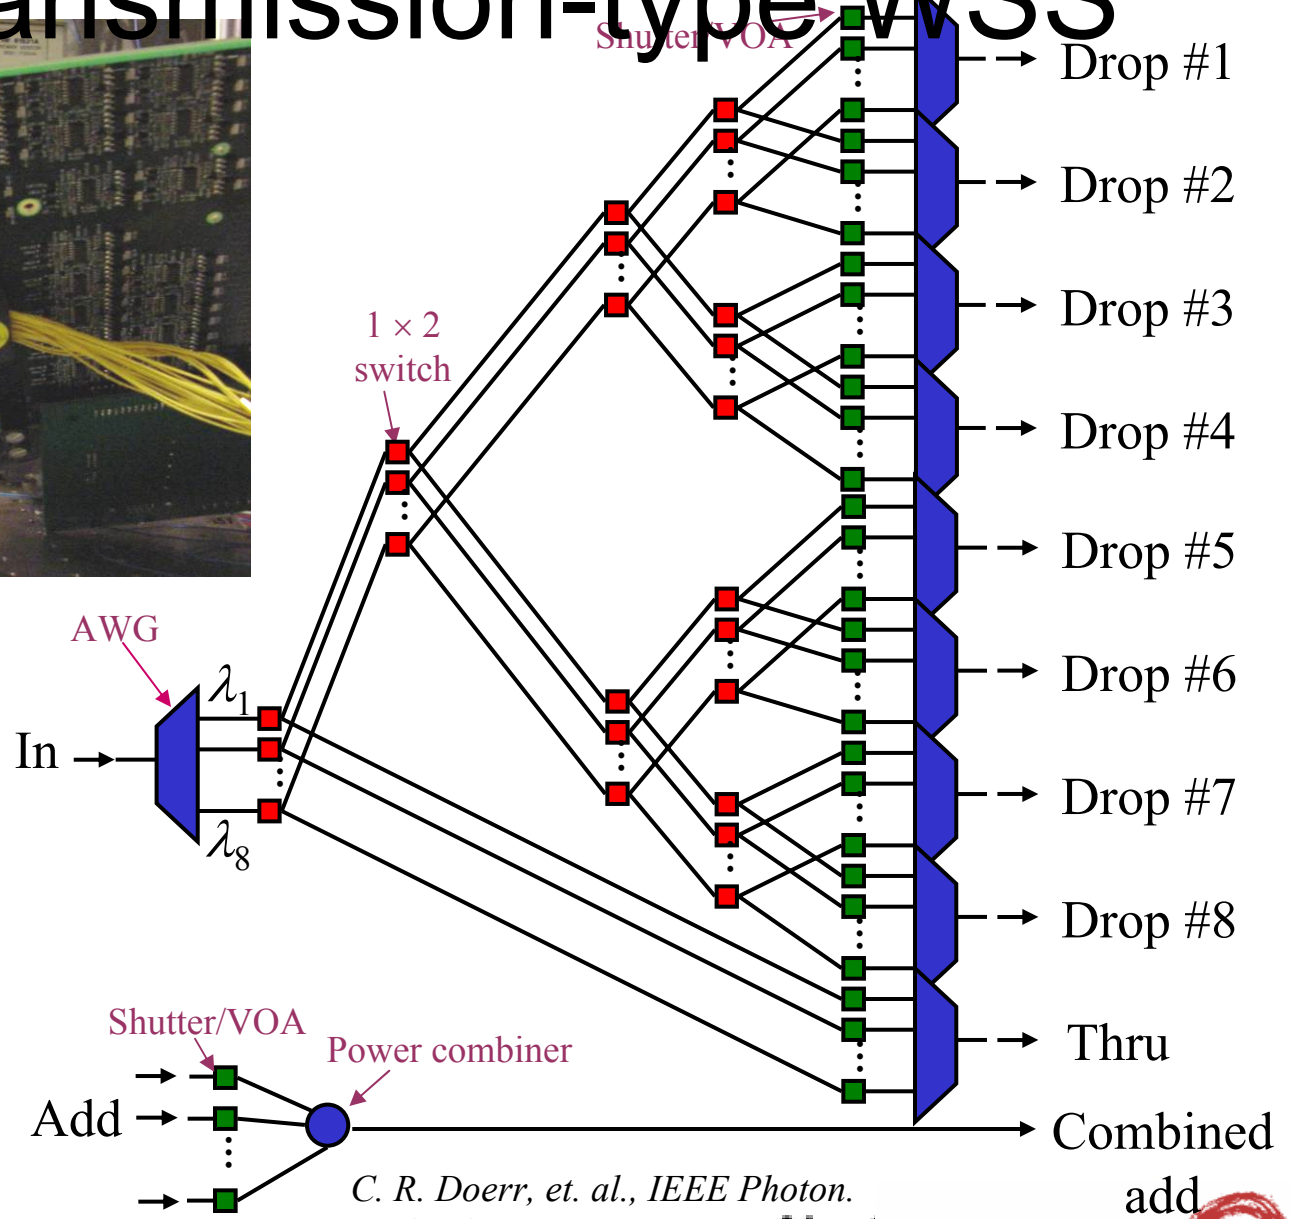 Shutter/VOA
Drop #1
Drop #2
Drop #3
1 × 2
switch
Drop #4
Drop #5
AWG
λ1
Drop #6
In
Drop #7
λ8
Drop #8
Shutter/VOA
Power combiner
Thru
Add
Combined
add
C. R. Doerr, et. al., IEEE Photon.